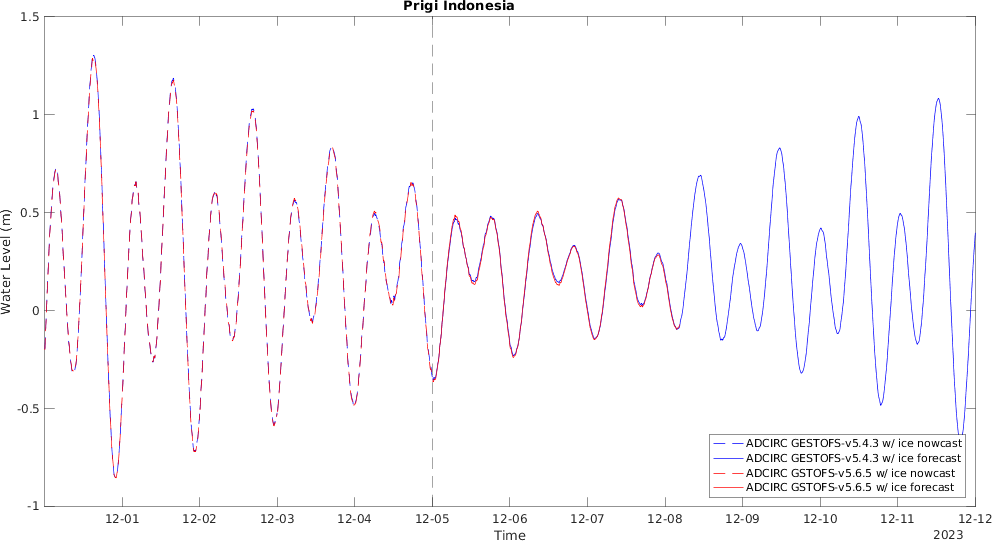 Prigi Indonesia
1.5
1
0.5
0
-0.5
-1
Water Level (m)
12-01 12-02 12-03 12-04 12-05 12-06 12-07 12-08 12-09 12-10 12-11 12-12
Time
2023
ADCIRC GESTOFS-v5.4.3 w/ ice nowcast
ADCIRC GESTOFS-v5.4.3 w/ ice forecast
ADCIRC GSTOFS-v5.6.5 w/ ice nowcast
ADCIRC GSTOFS-v5.6.5 w/ ice forecast